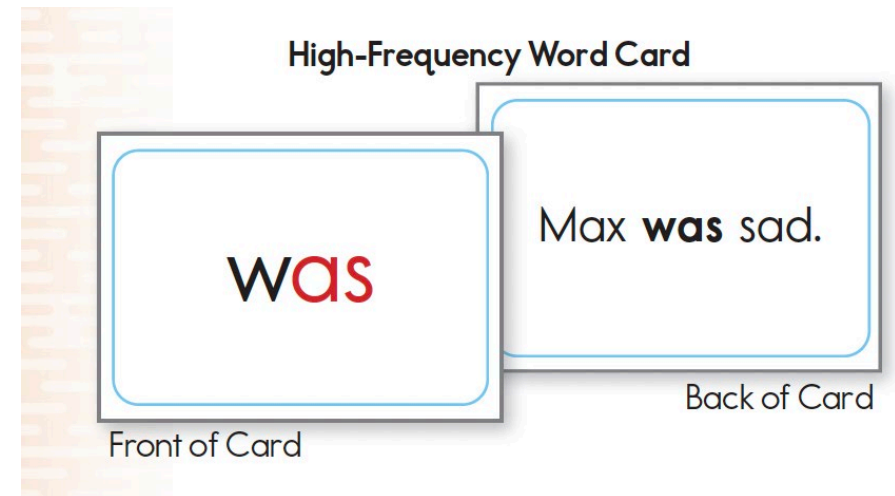 High-Frequency Word Card
was
Front of Card
Max was sad.
Back of Card